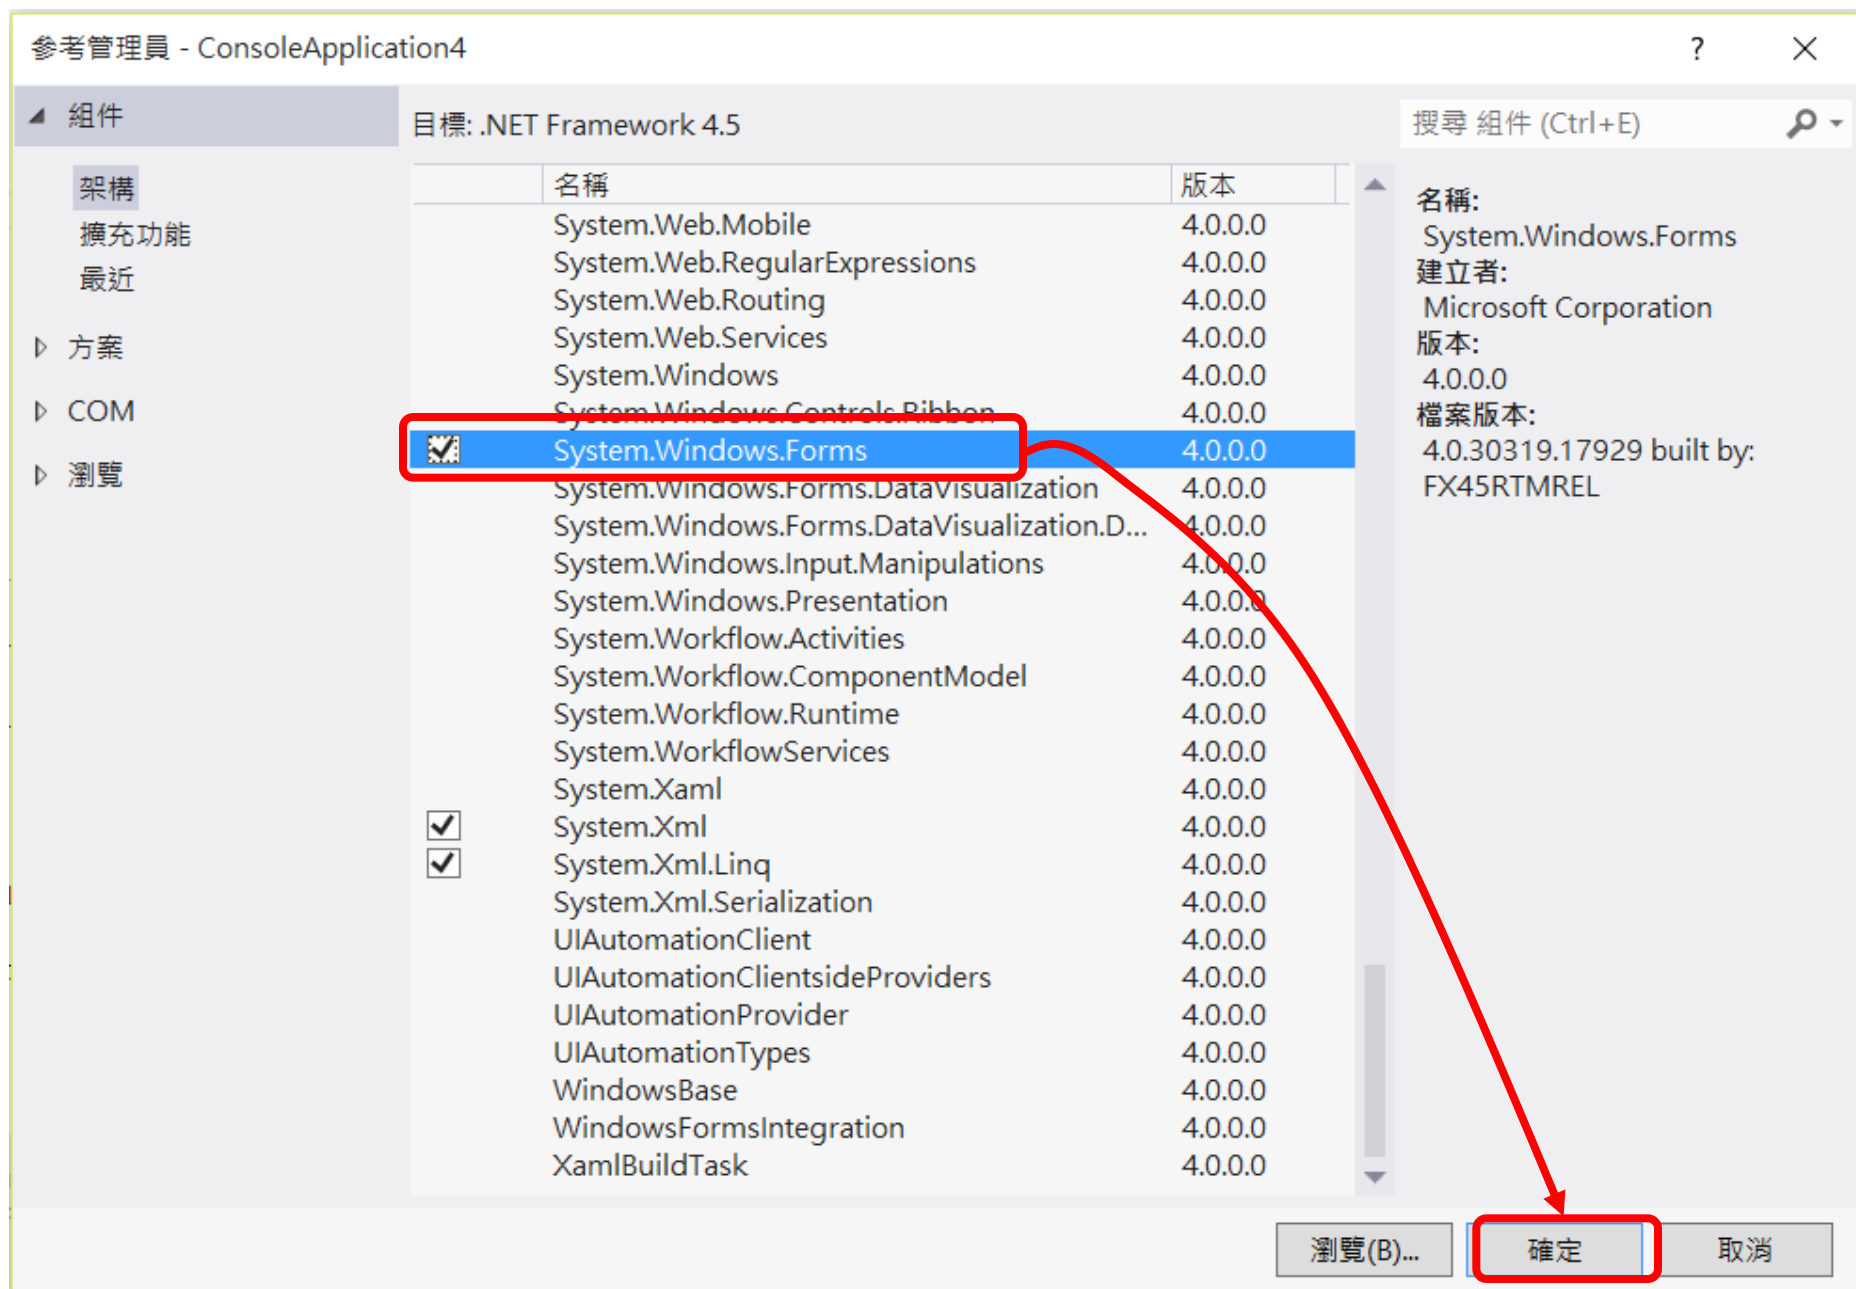 參考管理員 - ConsoleApplication4
?
組件
目標: .NET Framework 4.5
搜尋 組件 (Ctrl+E)
架構
擴充功能
最近
方案
COM
瀏覽
名稱 版本
System.Web.Mobile 4.0.0.0
System.Web.RegularExpressions 4.0.0.0
System.Web.Routing 4.0.0.0
System.Web.Services 4.0.0.0
System.Windows 4.0.0.0
System.Windows.Controls.Ribbon 4.0.0.0
System.Windows.Forms 4.0.0.0
System.Windows.Forms.DataVisualization 4.0.0.0
System.Windows.Forms.DataVisualization.D... 4.0.0.0
System.Windows.Input.Manipulations 4.0.0.0
System.Windows.Presentation 4.0.0.0
System.Workflow.Activities 4.0.0.0
System.Workflow.ComponentModel 4.0.0.0
System.Workflow.Runtime 4.0.0.0
System.WorkflowServices 4.0.0.0
System.Xaml 4.0.0.0
System.Xml 4.0.0.0
System.Xml.Linq 4.0.0.0
System.Xml.Serialization 4.0.0.0
UIAutomationClient 4.0.0.0
UIAutomationClientsideProviders 4.0.0.0
UIAutomationProvider 4.0.0.0
UIAutomationTypes 4.0.0.0
WindowsBase 4.0.0.0
WindowsFormsIntegration 4.0.0.0
XamlBuildTask 4.0.0.0
名稱:
System.Windows.Forms
建立者:
Microsoft Corporation
版本:
4.0.0.0
檔案版本:
4.0.30319.17929 built by:
FX45RTMREL
瀏覽(B)... 確定 取消